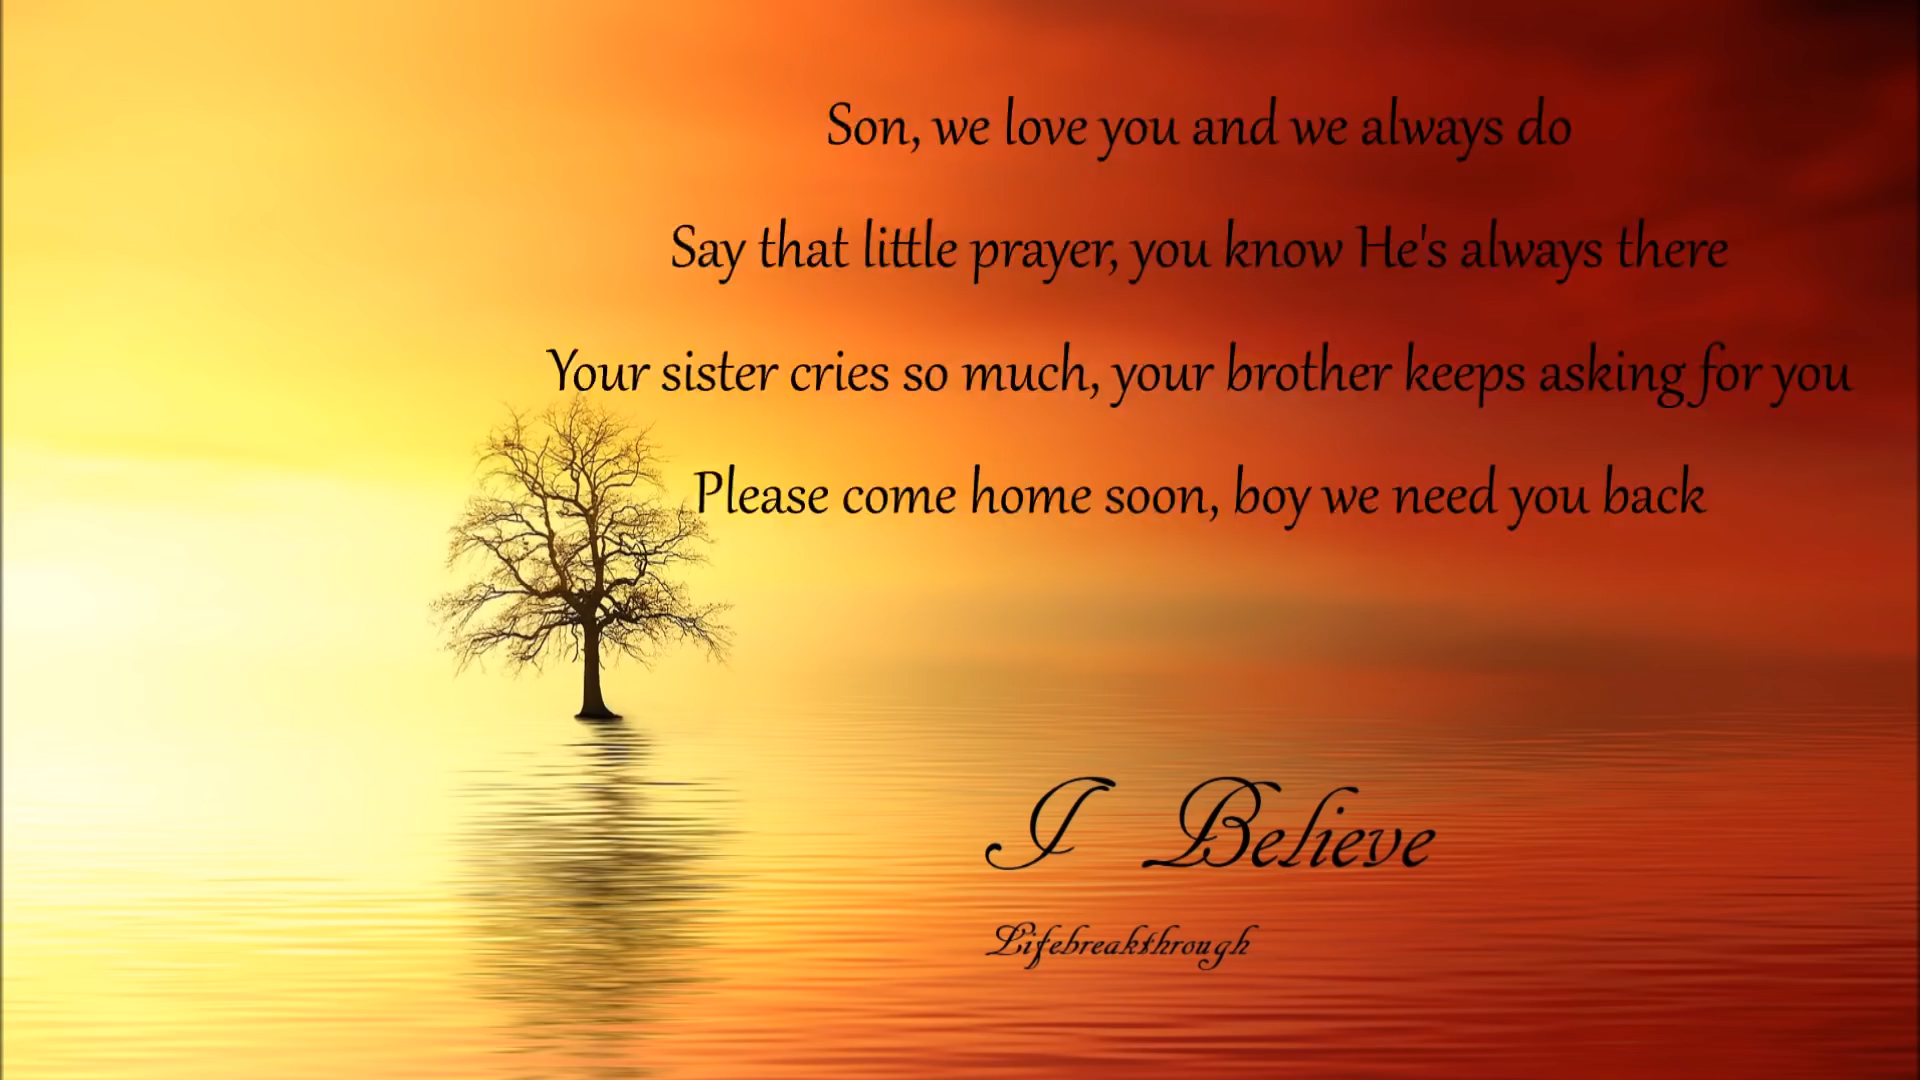 Son, we love you and we always do
Say that little prayer, you know He's always there
Your sister cries so much, your brother keeps asking for you
Please come home soon, boy we need you back
I Believe
Lifebreakthrough